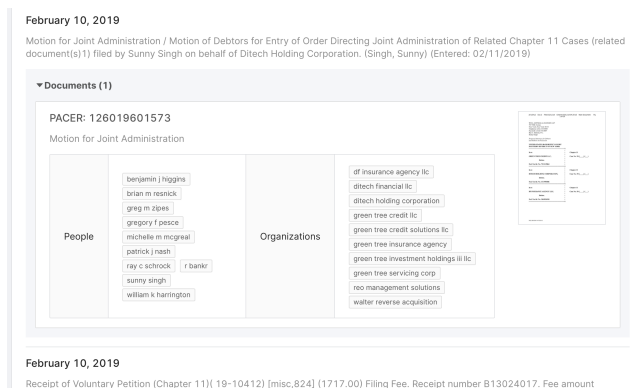 February 10, 2019
Motion for Joint Administration / Motion of Debtors for Entry of Order Directing Joint Administration of Related Chapter 11 Cases (related
document(s)1) filed by Sunny Singh on behalf of Ditech Holding Corporation. (Singh, Sunny) (Entered: 02/11/2019)
▾Documents (1)
PACER: 126019601573
Motion for Joint Administration
People
benjamin j higgins
brian m resnick
greg m zipes
gregory f pesce
michelle m mcgreal
patrick j nash
ray c schrock r bankr
sunny singh
william k harrington
Organizations
df insurance agency llc
ditech financial llc
ditech holding corporation
green tree credit llc
green tree credit solutions llc
green tree insurance agency
green tree investment holdings iii llc
green tree servicing corp
reo management solutions
walter reverse acquisition
February 10, 2019
Receipt of Voluntary Petition (Chapter 11)( 19-10412) [misc,824] (1717.00) Filing Fee. Receipt number B13024017. Fee amount